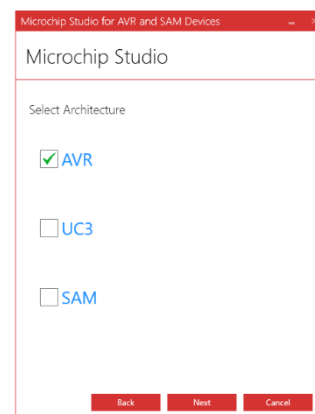 Microchip Studio for AVR and SAM Devices
Microchip Studio
Select Architecture
AVR
UC3
SAM
Back Next Cancel